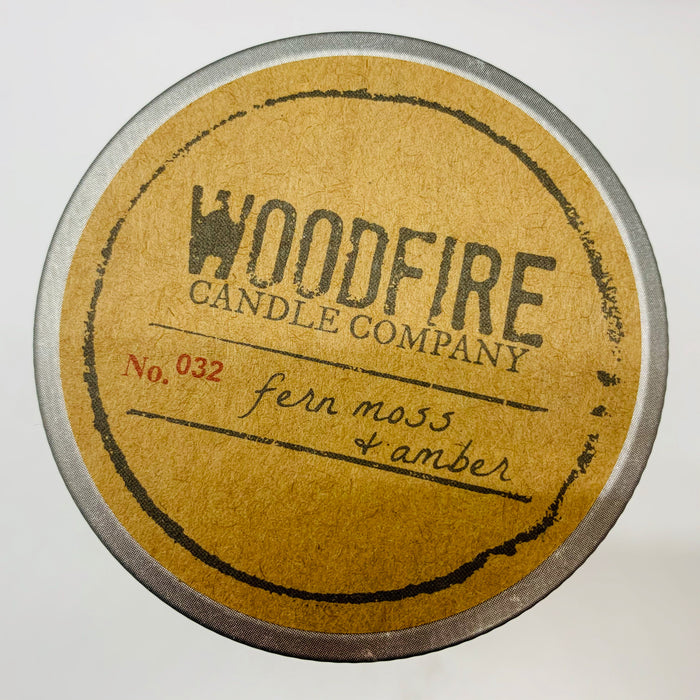 WOODFIRE
CANDLE COMPANY
No. 032
fern moss
& amber